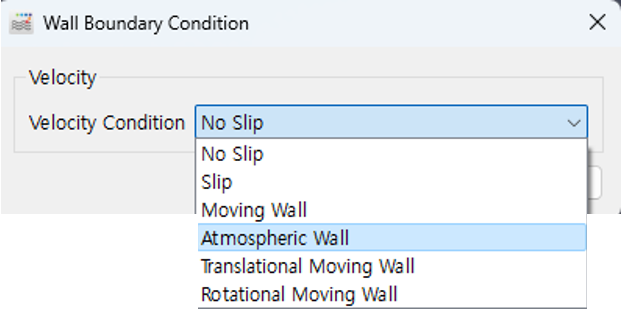 Wall Boundary Condition
Velocity
Velocity Condition No Slip
No Slip
Slip
Moving Wall
Atmospheric Wall
Translational Moving Wall
Rotational Moving Wall